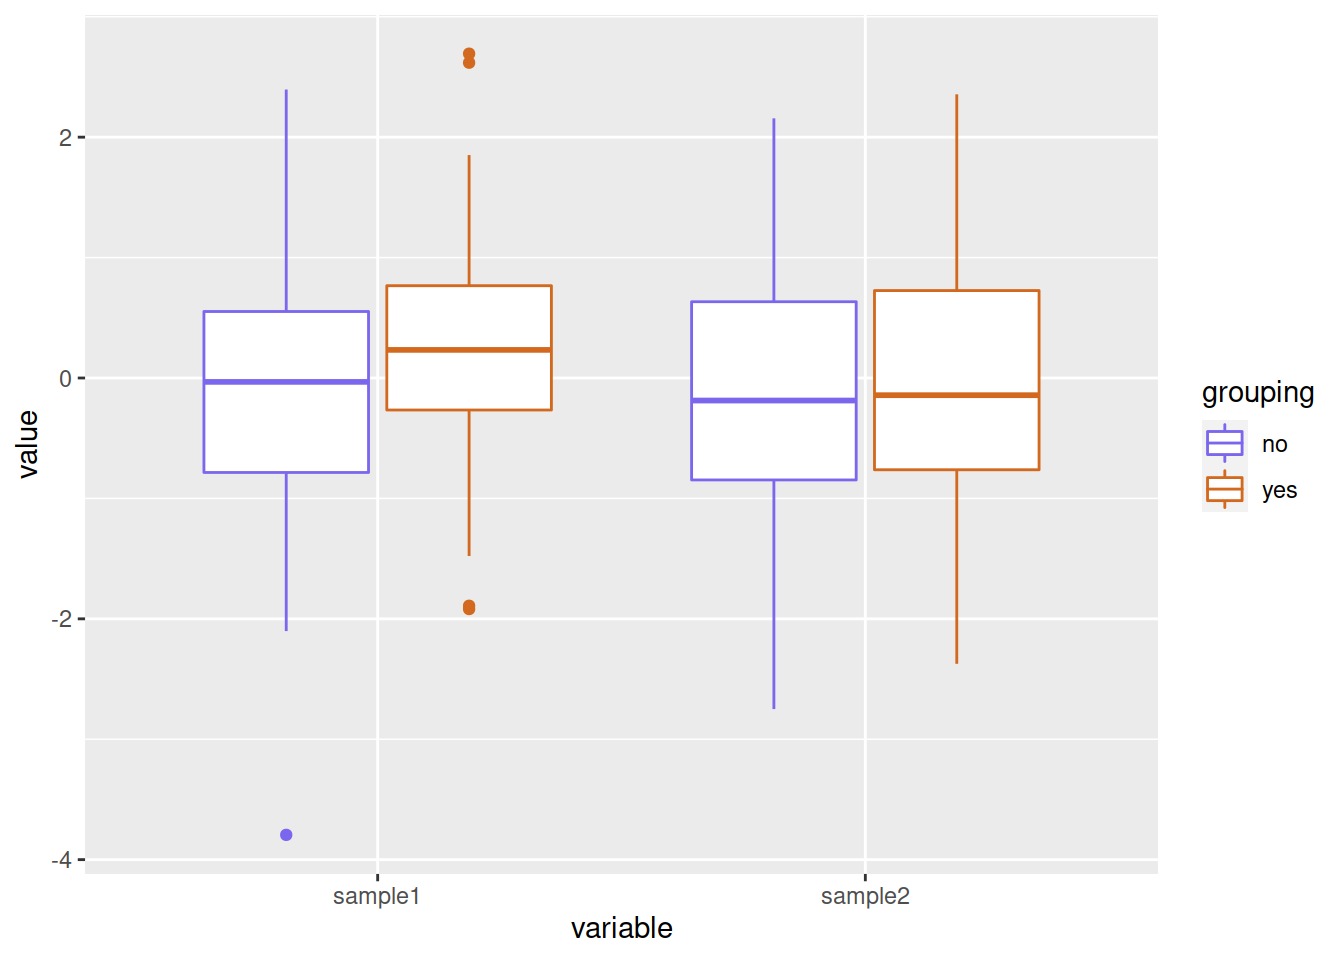 value
2
0
-2
-4
sample1 sample2
variable
grouping
no
yes